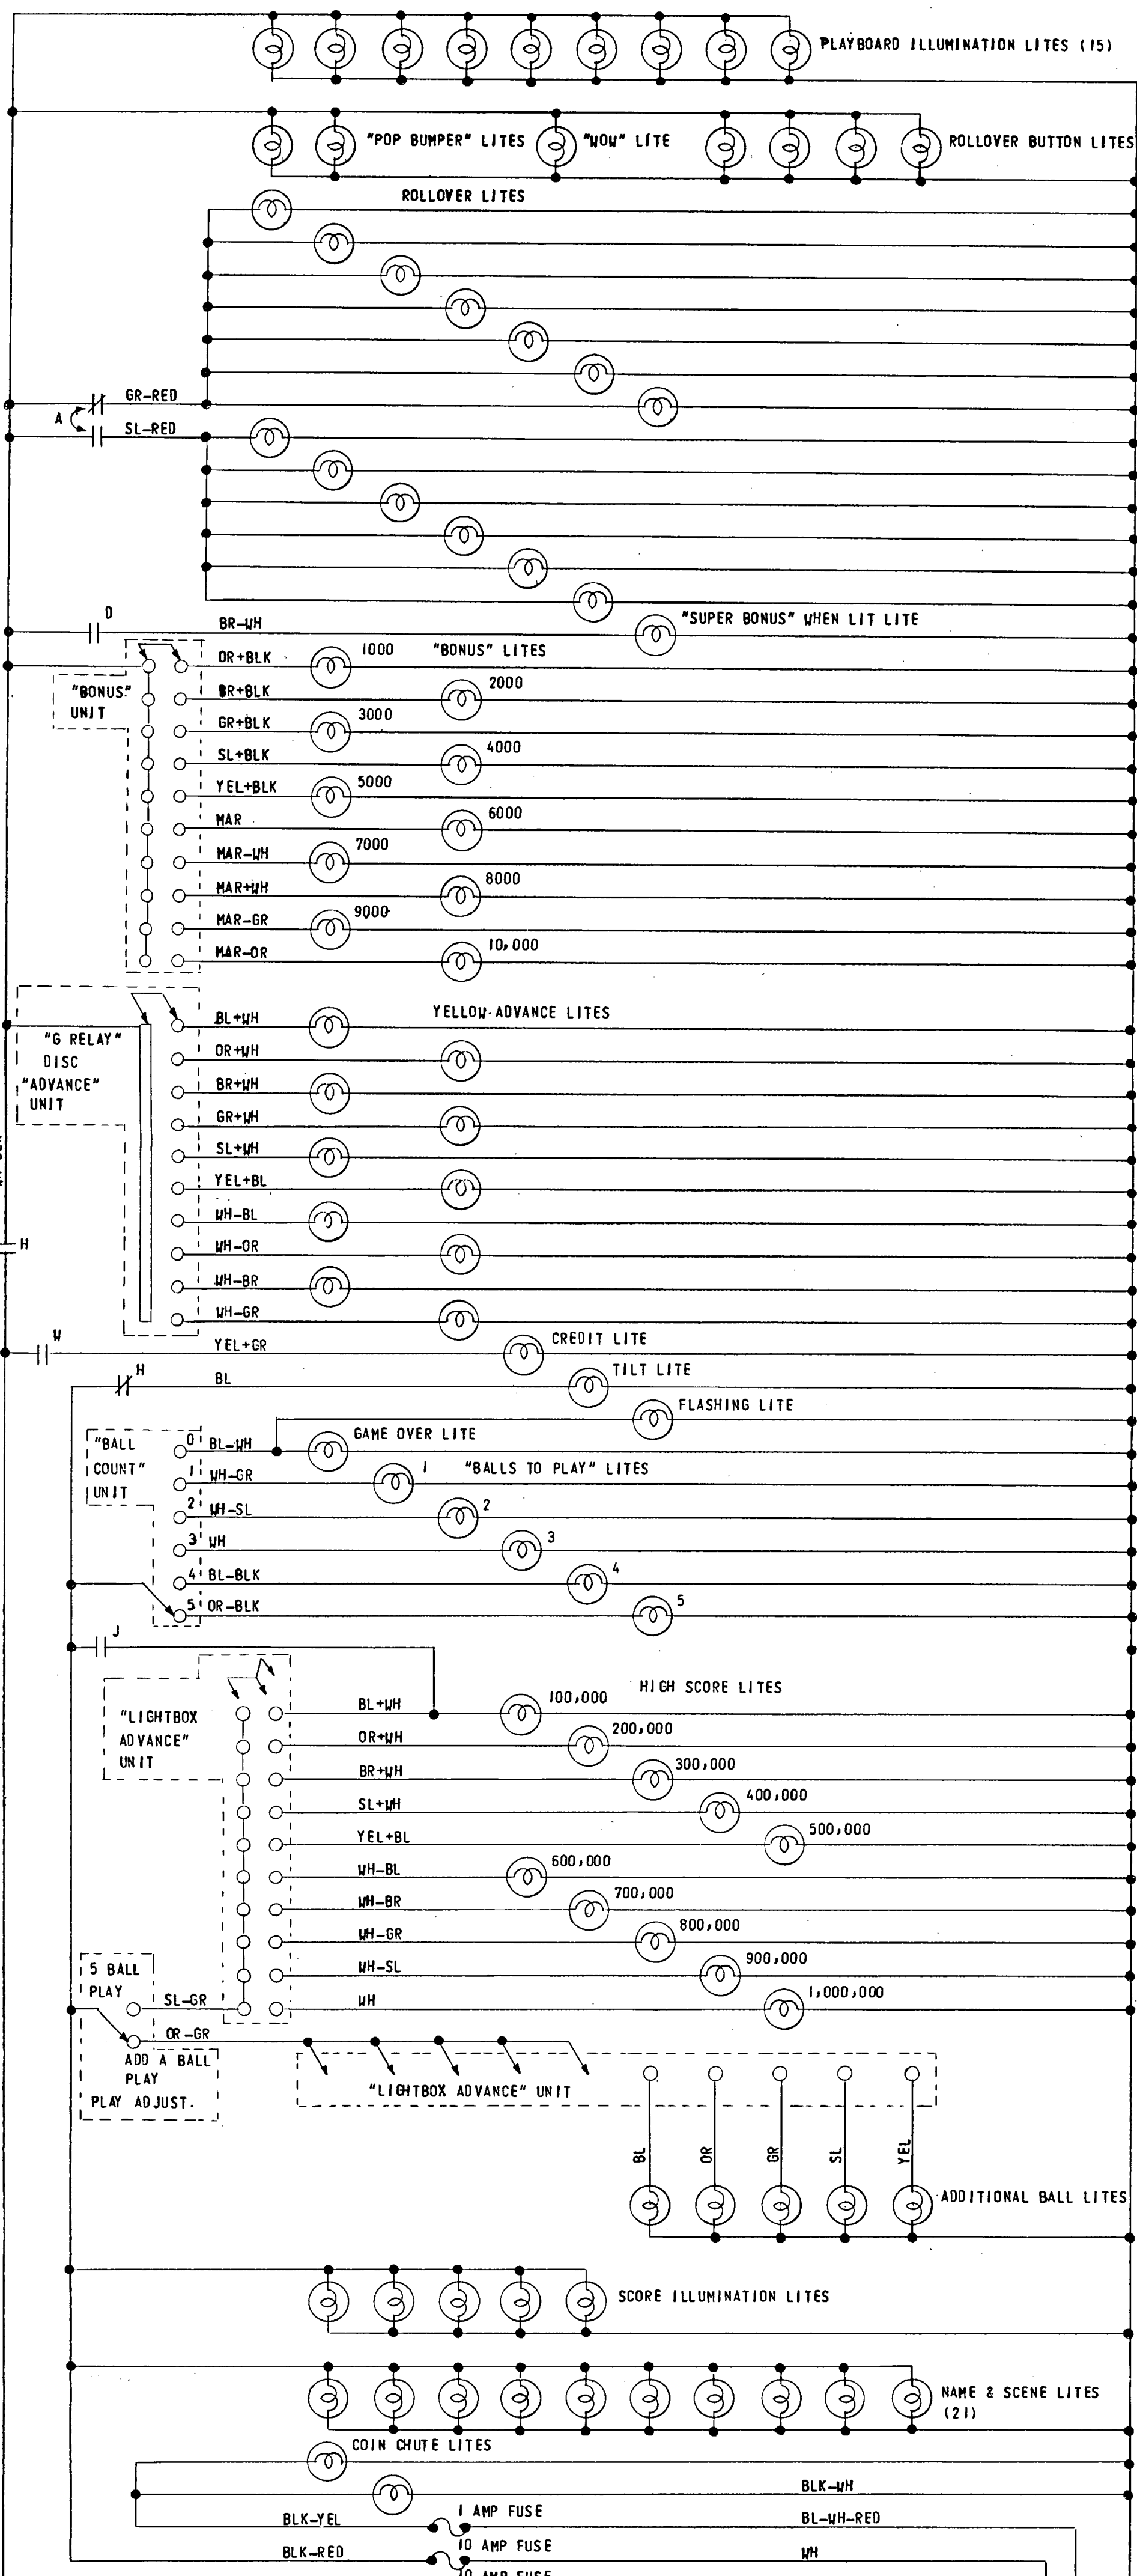 PLAYBOARD ILLUMINATION LITES (15)
"POP BUMPER" LITES
"WOW" LITE
ROLLOVER BUTTON LITES
ROLLOVER LITES
GR-RED
A
SL-RED
D
BR-WH
"SUPER BONUS" WHEN LIT LITE
"BONUS"
UNIT
OR+BLK
1000
"BONUS" LITES
BR+BLK
2000
GR+BLK
3000
SL+BLK
4000
YEL+BLK
5000
MAR
6000
MAR-WH
7000
MAR+WH
8000
MAR-GR
9000
MAR-OR
10,000
"G RELAY"
DISC
"ADVANCE"
UNIT
BL+WH
YELLOW ADVANCE LITES
OR+WH
BR+WH
GR+WH
SL+WH
YEL+BL
WH-BL
H
WH-OR
WH-BR
WH-GR
W
YEL+GR
CREDIT LITE
H
BL
TILT LITE
FLASHING LITE
"BALL
COUNT"
UNIT
0 BL-WH
GAME OVER LITE
1 WH-GR
1
"BALLS TO PLAY" LITES
2 WH-SL
2
3 WH
3
4 BL-BLK
4
5 OR-BLK
5
J
"LIGHTBOX
ADVANCE"
UNIT
HIGH SCORE LITES
BL+WH
100,000
OR+WH
200,000
BR+WH
300,000
SL+WH
400,000
YEL+BL
500,000
WH-BL
600,000
WH-BR
700,000
WH-GR
800,000
WH-SL
900,000
WH
1,000,000
5 BALL
PLAY
SL-GR
OR-GR
ADD A BALL
PLAY
PLAY ADJUST.
"LIGHTBOX ADVANCE" UNIT
BL
OR
GR
SL
YEL
ADDITIONAL BALL LITES
SCORE ILLUMINATION LITES
NAME & SCENE LITES
(21)
COIN CHUTE LITES
BLK-WH
BLK-YEL
1 AMP FUSE
BL-WH-RED
BLK-RED
10 AMP FUSE
WH
AMP FUSE